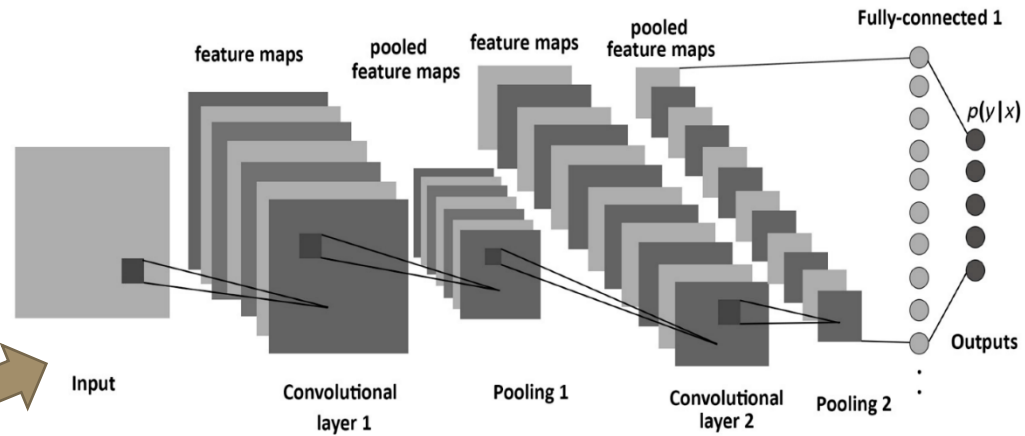 Fully-connected 1
feature maps
pooled
feature maps
feature maps
pooled
feature maps
p(y|x)
Input
Convolutional
layer 1
Pooling 1
Convolutional
layer 2
Pooling 2
Outputs